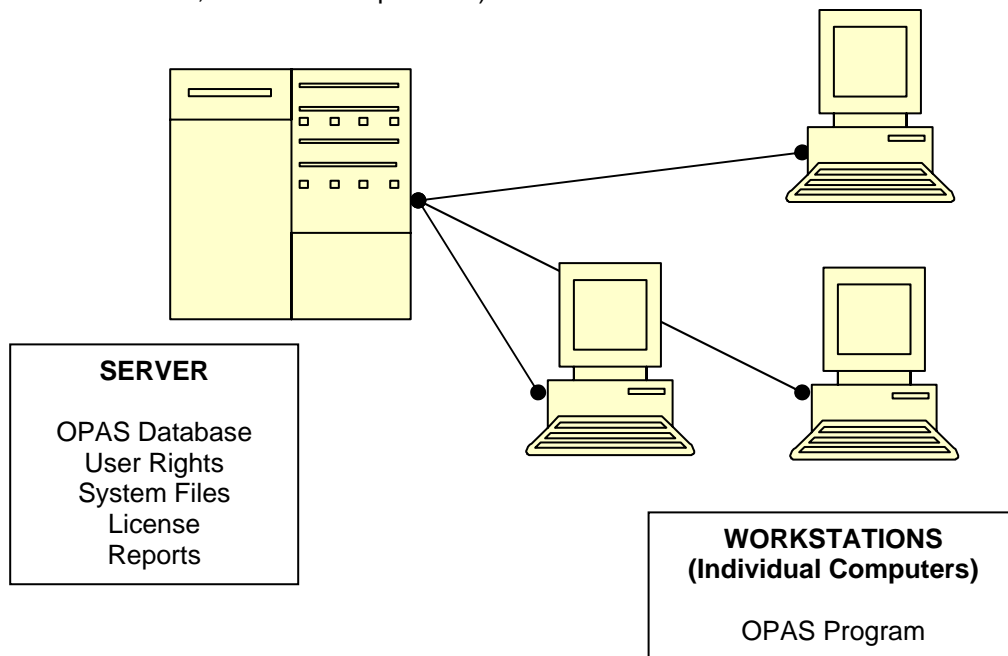 SERVER
OPAS Database
User Rights
System Files
License
Reports
WORKSTATIONS
(Individual Computers)
OPAS Program